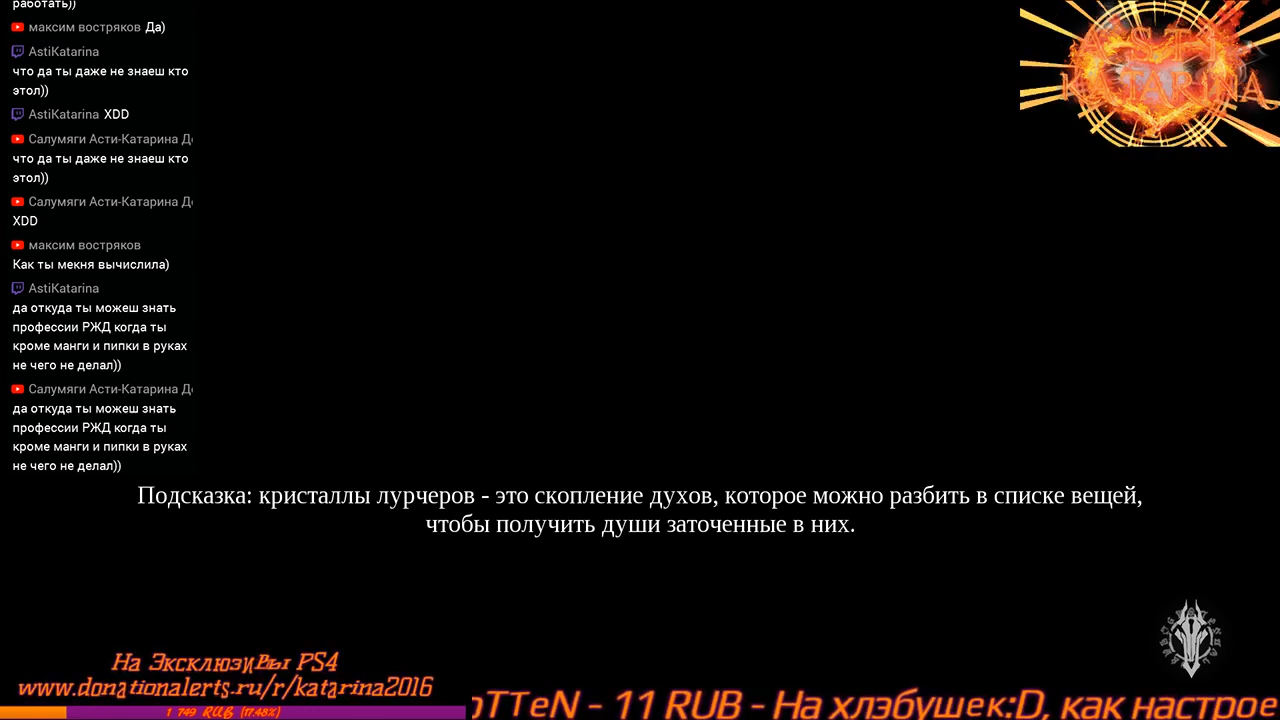 работать))
максим востряков Да)
AstiKatarina
что да ты даже не знаеш кто
этол))
AstiKatarina XDD
Салумяги Асти-Катарина
что да ты даже не знаеш кто
этол))
Салумяги Асти-Катарина
XDD
максим востряков
Как ты мекня вычислила)
AstiKatarina
да откуда ты можеш знать
профессии РЖД когда ты
кроме манги и пипки в руках
не чего не делал))
Салумяги Асти-Катарина
да откуда ты можеш знать
профессии РЖД когда ты
кроме манги и пипки в руках
не чего не делал))
ASTI
KATARINA
Подсказка: кристаллы лурчеров - это скопление духов, которое можно разбить в списке вещей,
чтобы получить души заточенные в них.
На Эксклюзивы PS4
www.donationalerts.ru/r/katarina2016
1 749 RUB (17.48%)
oTTeN - 11 RUB - На хлэбушек:D, как настрое